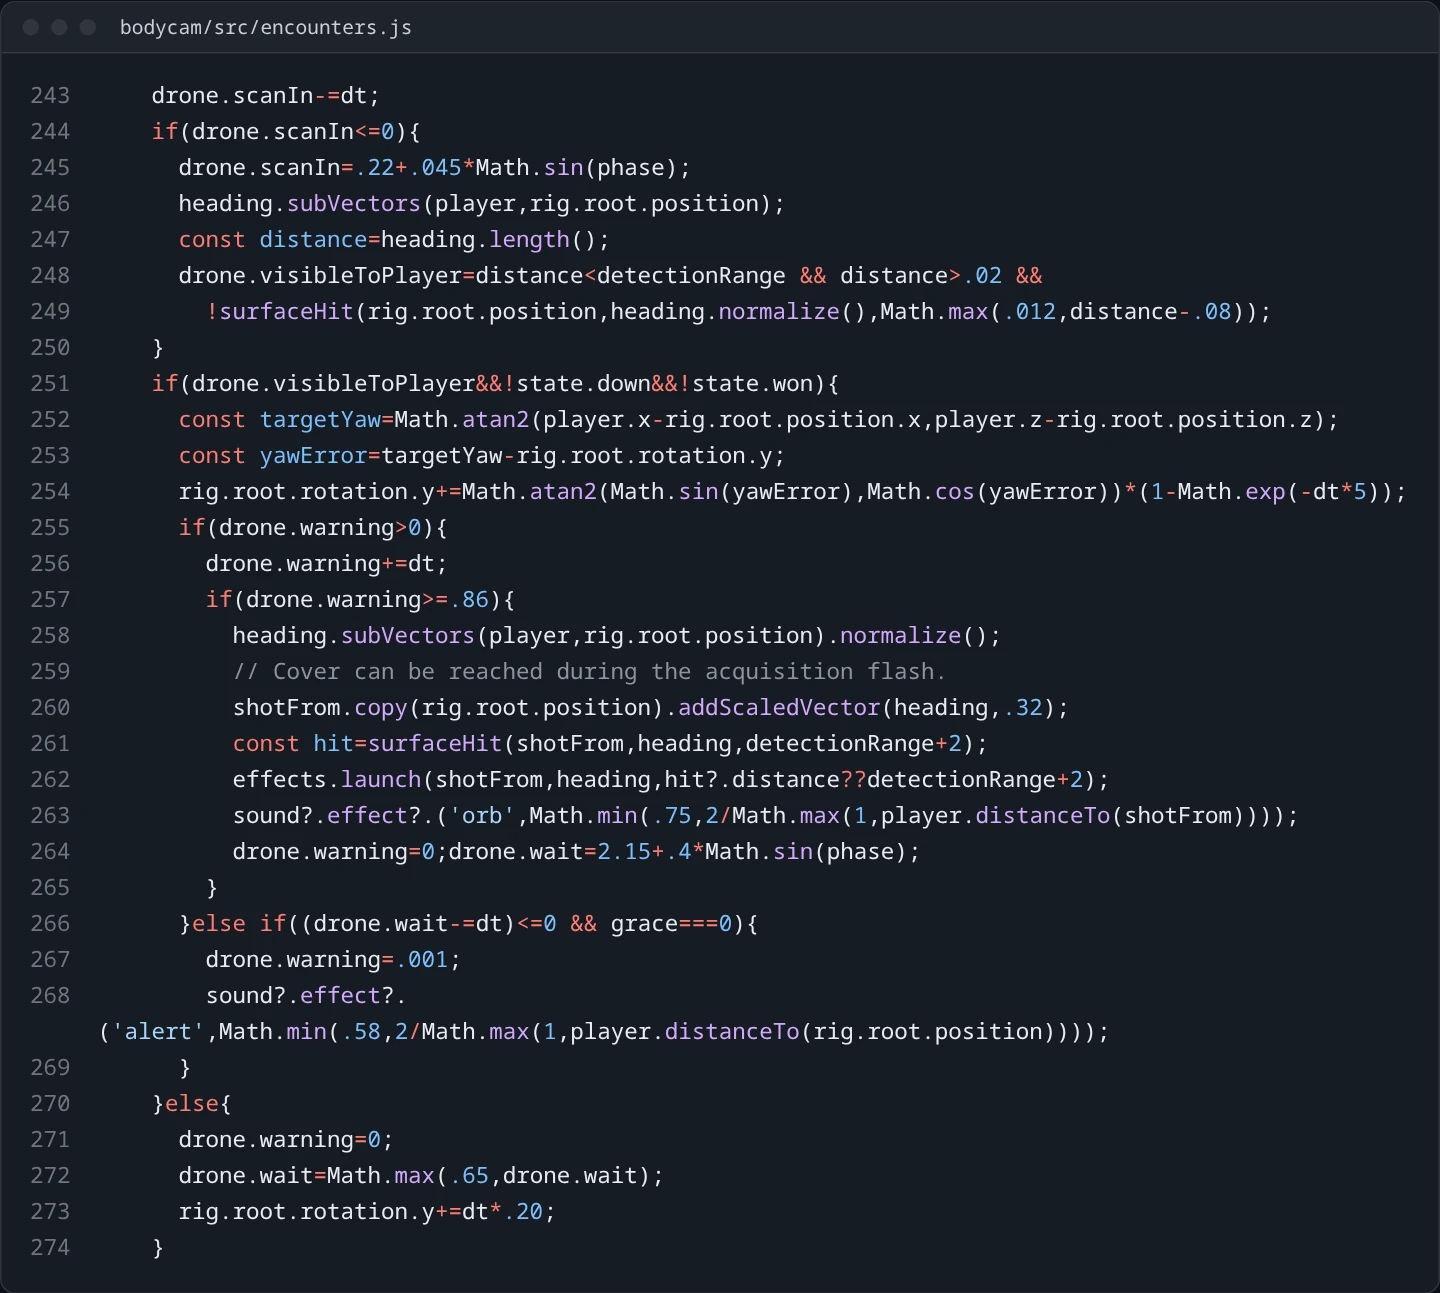 bodycam/src/encounters.js
243 drone.scanIn-=dt;
244 if(drone.scanIn<=0){
245 drone.scanIn=.22+.045*Math.sin(phase);
246 heading.subVectors(player,rig.root.position);
247 const distance=heading.length();
248 drone.visibleToPlayer=distance<detectionRange && distance>.02 &&
249 !surfaceHit(rig.root.position,heading.normalize(),Math.max(.012,distance-.08));
250 }
251 if(drone.visibleToPlayer&&!state.down&&!state.won){
252 const targetYaw=Math.atan2(player.x-rig.root.position.x,player.z-rig.root.position.z);
253 const yawError=targetYaw-rig.root.rotation.y;
254 rig.root.rotation.y+=Math.atan2(Math.sin(yawError),Math.cos(yawError))*(1-Math.exp(-dt*5));
255 if(drone.warning>0){
256 drone.warning+=dt;
257 if(drone.warning>=.86){
258 heading.subVectors(player,rig.root.position).normalize();
259 // Cover can be reached during the acquisition flash.
260 shotFrom.copy(rig.root.position).addScaledVector(heading,.32);
261 const hit=surfaceHit(shotFrom,heading,detectionRange+2);
262 effects.launch(shotFrom,heading,hit?.distance??detectionRange+2);
263 sound?.effect?.('orb',Math.min(.75,2/Math.max(1,player.distanceTo(shotFrom))));
264 drone.warning=0;drone.wait=2.15+.4*Math.sin(phase);
265 }
266 }else if((drone.wait-=dt)<=0 && grace===0){
267 drone.warning=.001;
268 sound?.effect?.
('alert',Math.min(.58,2/Math.max(1,player.distanceTo(rig.root.position))));
269 }
270 }else{
271 drone.warning=0;
272 drone.wait=Math.max(.65,drone.wait);
273 rig.root.rotation.y+=dt*.20;
274 }